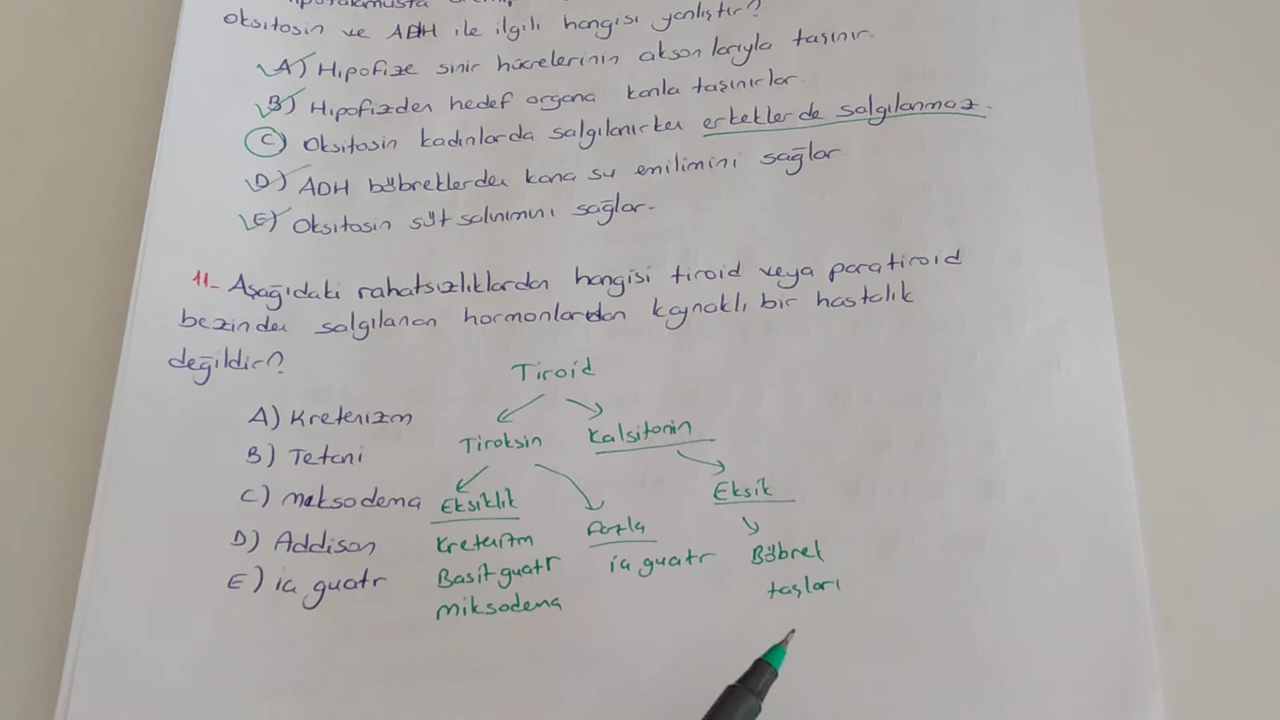 oksitosin ve ADH ile ilgili hangisi yanlıştır?
A) Hipofize sinir hücrelerinin aksonlarıyla taşınır.
B) Hipofizden hedef organa kanla taşınırlar.
C) Oksitosin kadınlarda salgılanırken erkeklerde salgılanmaz.
D) ADH böbreklerden kana su emilimini sağlar
E) Oksitosin süt salınımını sağlar.
11- Aşağıdaki rahatsızlıklardan hangisi tiroid veya paratiroid
bezinden salgılanan hormonlardan kaynaklı bir hastalık
değildir?
Tiroid
A) Kretenizm
Tiroksin
Kalsitonin
B) Tetani
C) meksodema
Eksiklik
Eksik
D) Addison
Kretenizm
Fazla
Böbrek
E) iç guatr
Basit guatr
iç guatr
taşları
miksodema